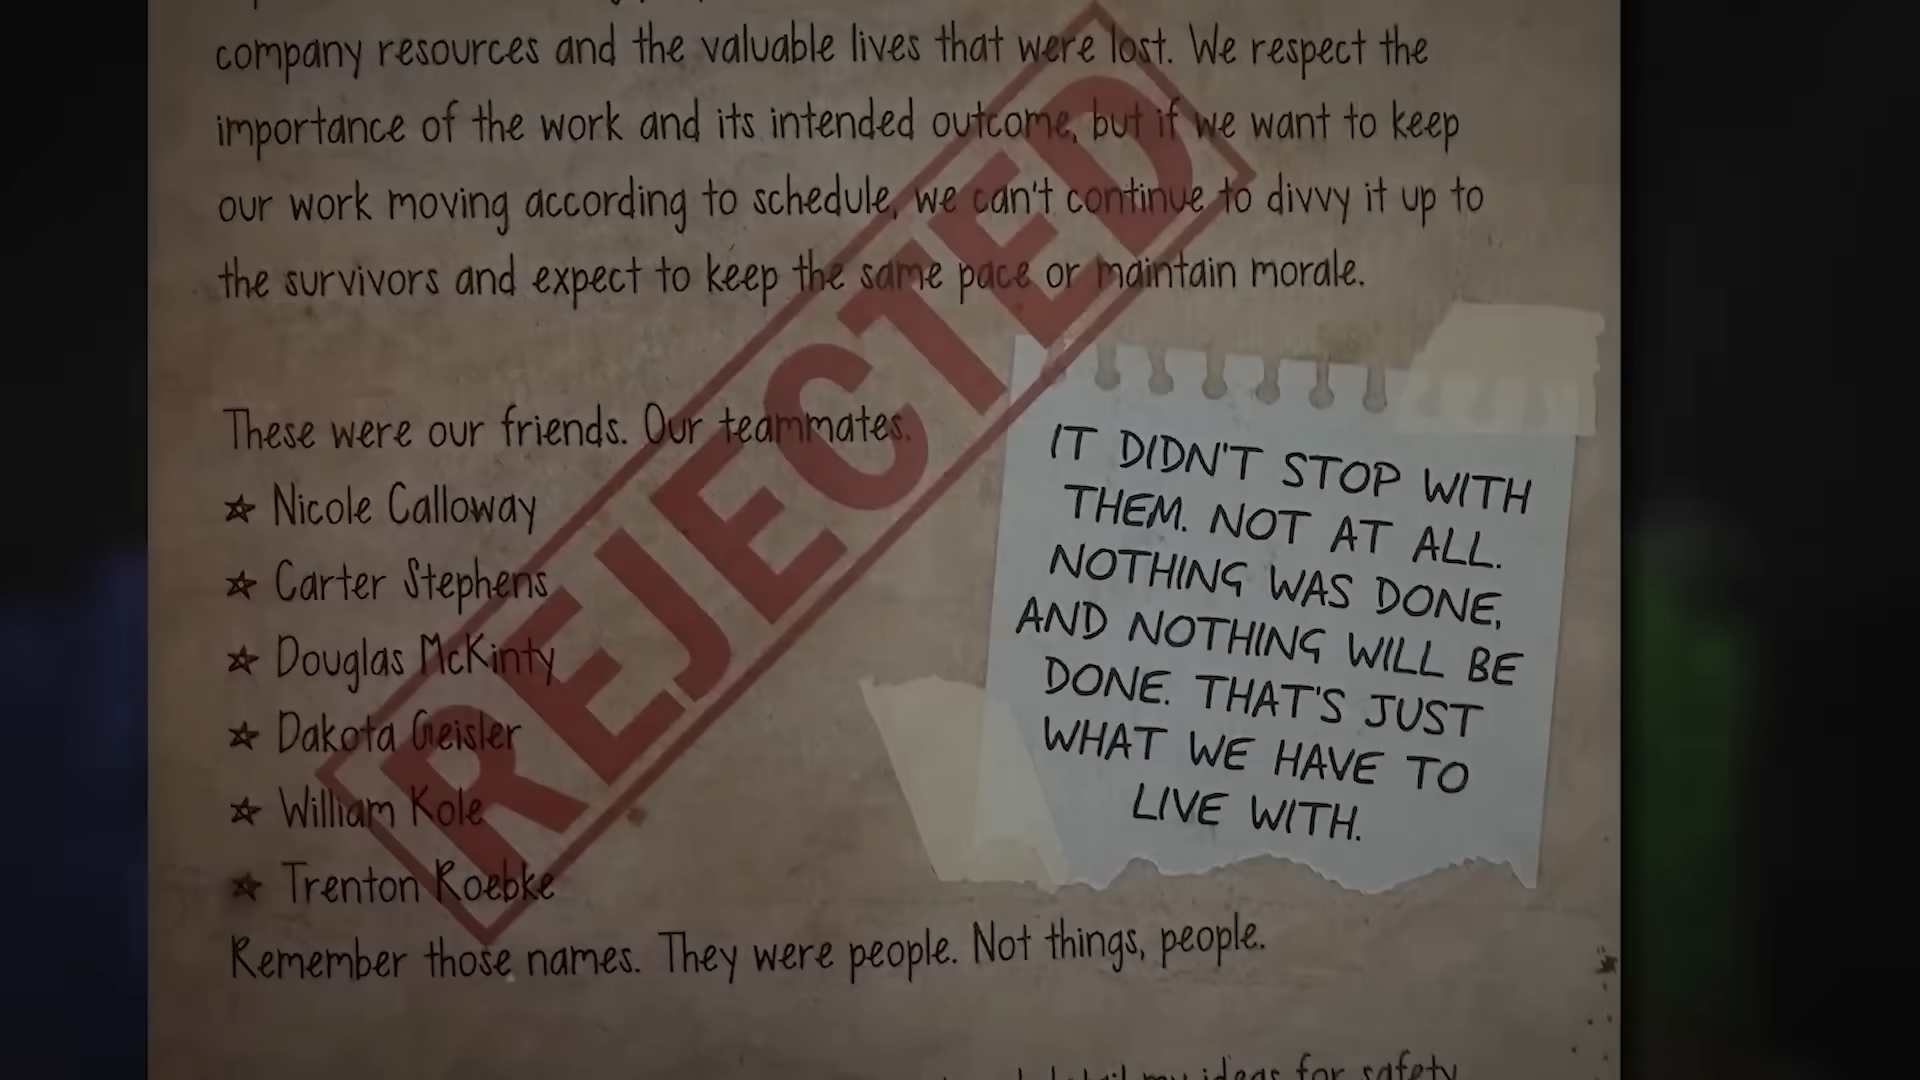 company resources and the valuable lives that were lost. We respect the
importance of the work and its intended outcome, but if we want to keep
our work moving according to schedule, we can't continue to divvy it up to
the survivors and expect to keep the same pace or maintain morale.
These were our friends. Our teammates.
☆ Nicole Calloway
☆ Carter Stephens
☆ Douglas McKinty
☆ Dakota Geisler
☆ William Kole
☆ Trenton Roebke
Remember those names. They were people. Not things, people.
REJECTED
IT DIDN'T STOP WITH
THEM. NOT AT ALL.
NOTHING WAS DONE,
AND NOTHING WILL BE
DONE. THAT'S JUST
WHAT WE HAVE TO
LIVE WITH.
my ideas for safety